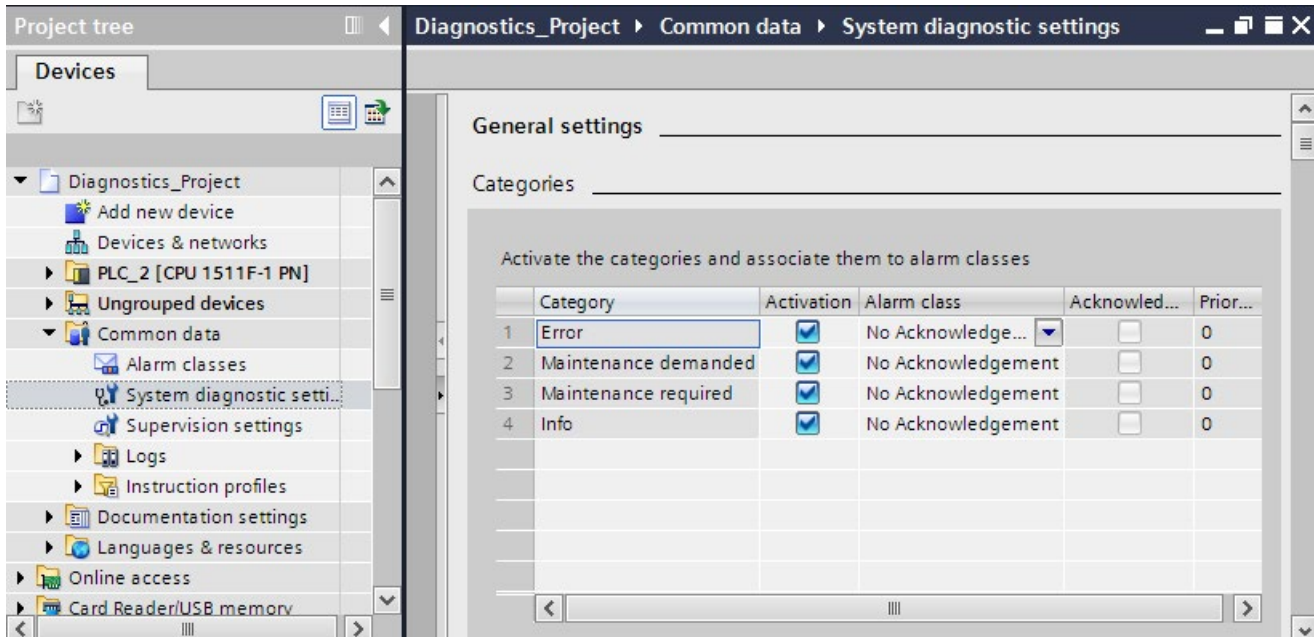 Project tree
Devices
Diagnostics_Project
Add new device
Devices & networks
PLC_2 [CPU 1511F-1 PN]
Ungrouped devices
Common data
Alarm classes
System diagnostic setti..
Supervision settings
Logs
Instruction profiles
Documentation settings
Languages & resources
Online access
Card Reader/USB memory
Diagnostics_Project Common data System diagnostic settings
General settings
Categories
Activate the categories and associate them to alarm classes
Category Activation Alarm class Acknowled... Prior...
1 Error No Acknowledge... 0
2 Maintenance demanded No Acknowledgement 0
3 Maintenance required No Acknowledgement 0
4 Info No Acknowledgement 0